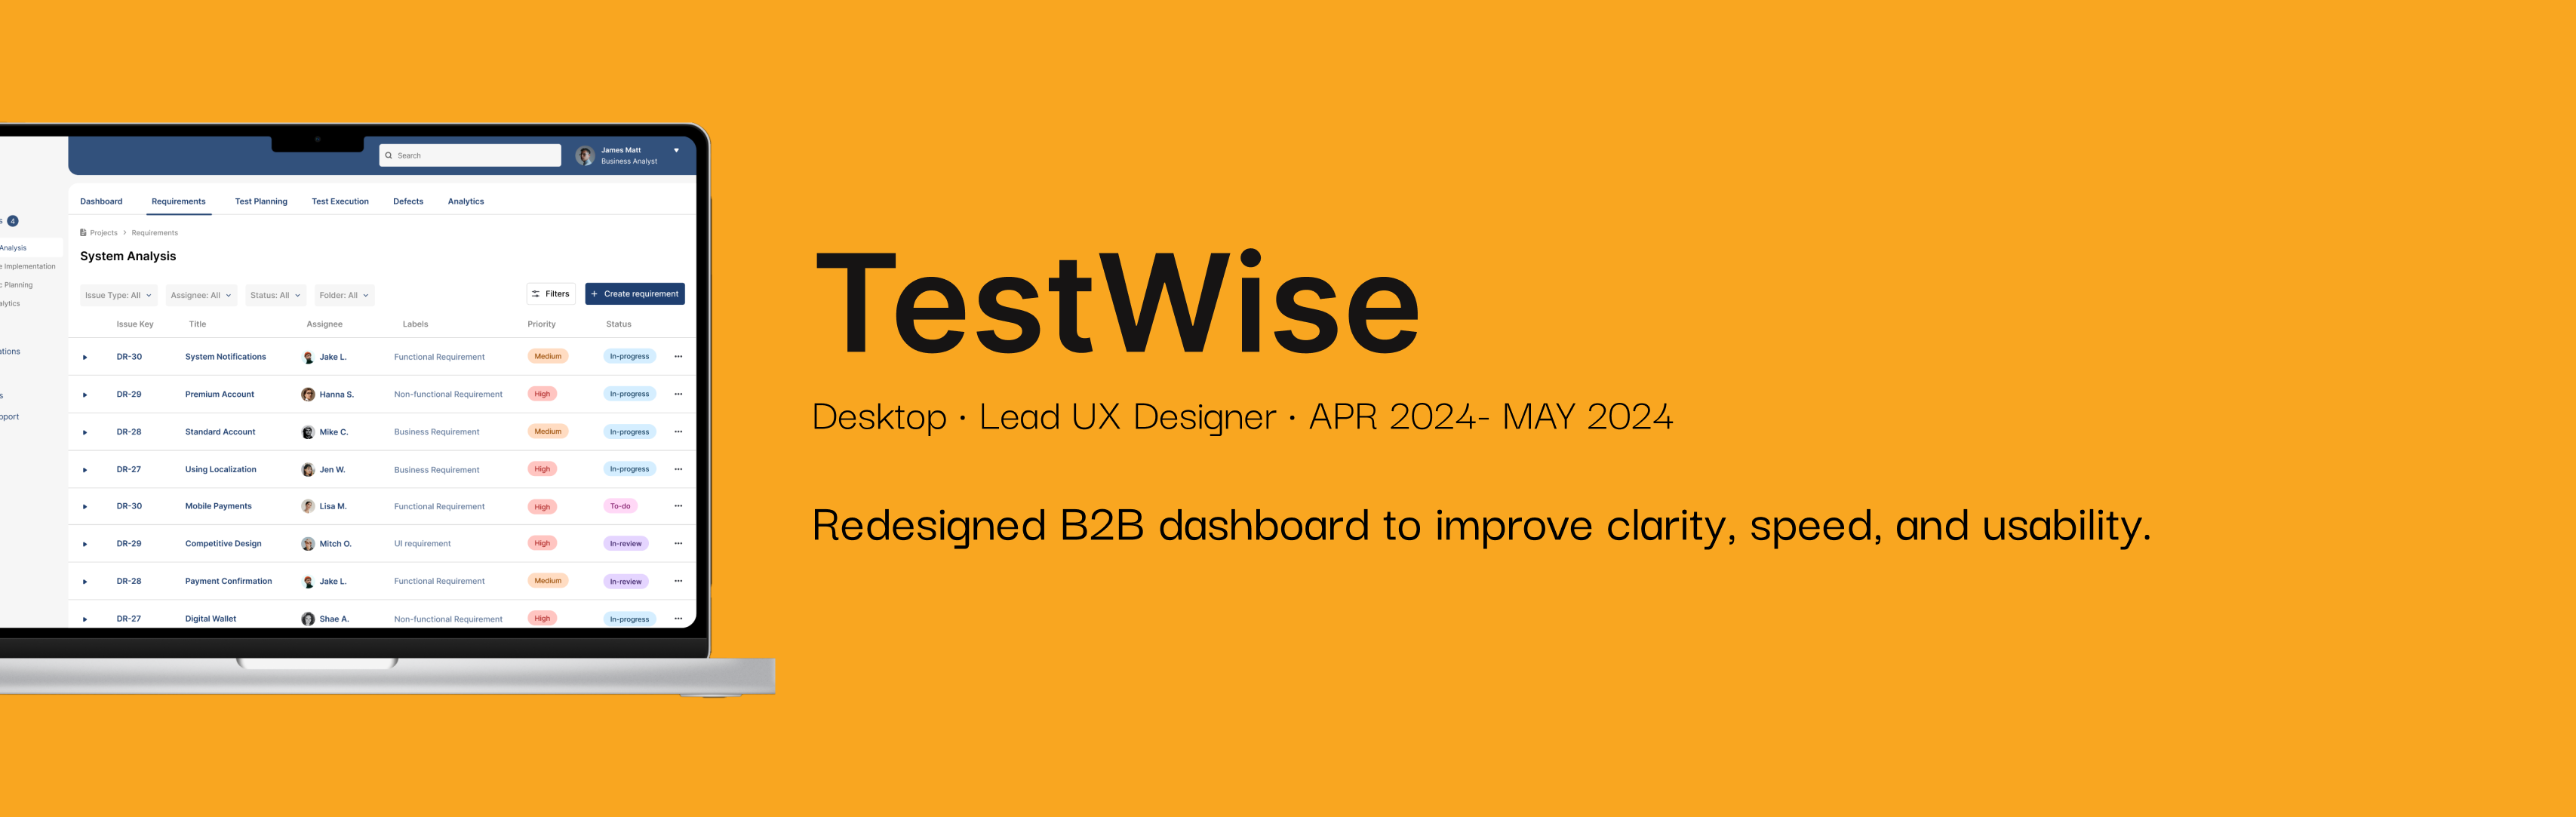 Search
James Matt
Business Analyst
Dashboard Requirements Test Planning Test Execution Defects Analytics
4
Analysis
Implementation
Planning
Projects > Requirements
System Analysis
Issue Type: All Assignee: All Status: All Folder: All Filters + Create requirement
Issue Key Title Assignee Labels Priority Status
DR-30 System Notifications Jake L. Functional Requirement Medium In-progress
DR-29 Premium Account Hanna S. Non-functional Requirement High In-progress
DR-28 Standard Account Mike C. Business Requirement Medium In-progress
DR-27 Using Localization Jen W. Business Requirement High In-progress
DR-30 Mobile Payments Lisa M. Functional Requirement High To-do
DR-29 Competitive Design Mitch O. UI requirement High In-review
DR-28 Payment Confirmation Jake L. Functional Requirement Medium In-review
DR-27 Digital Wallet Shae A. Non-functional Requirement High In-progress
TestWise
Desktop · Lead UX Designer · APR 2024- MAY 2024
Redesigned B2B dashboard to improve clarity, speed, and usability.